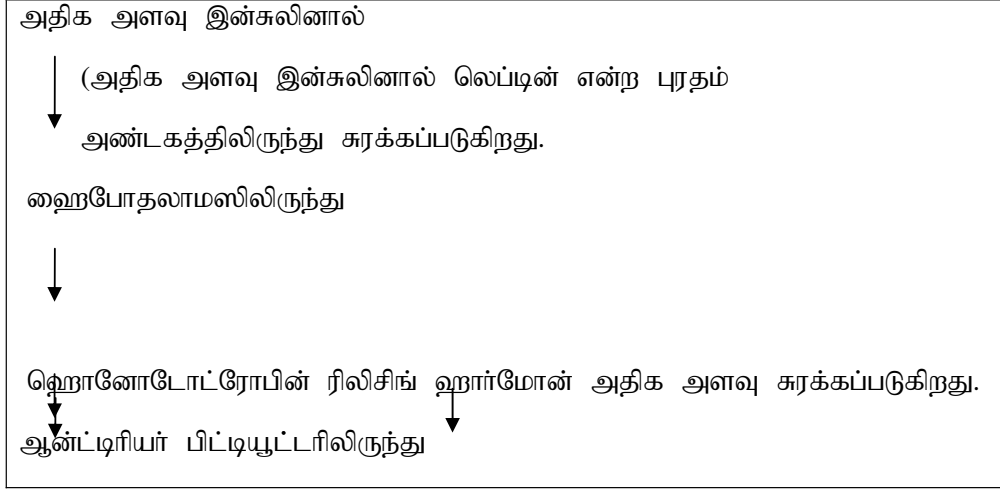 அதிக அளவு இன்சுலினால்
(அதிக அளவு இன்சுலினால் லெப்டின் என்ற புரதம்
அண்டகத்திலிருந்து சுரக்கப்படுகிறது.
ஹைபோதலாமஸிலிருந்து
ஹொனோடோட்ரோபின் ரிலிசிங் ஹார்மோன் அதிக அளவு சுரக்கப்படுகிறது.
ஆன்ட்டிரியர் பிட்டியூட்டரிலிருந்து